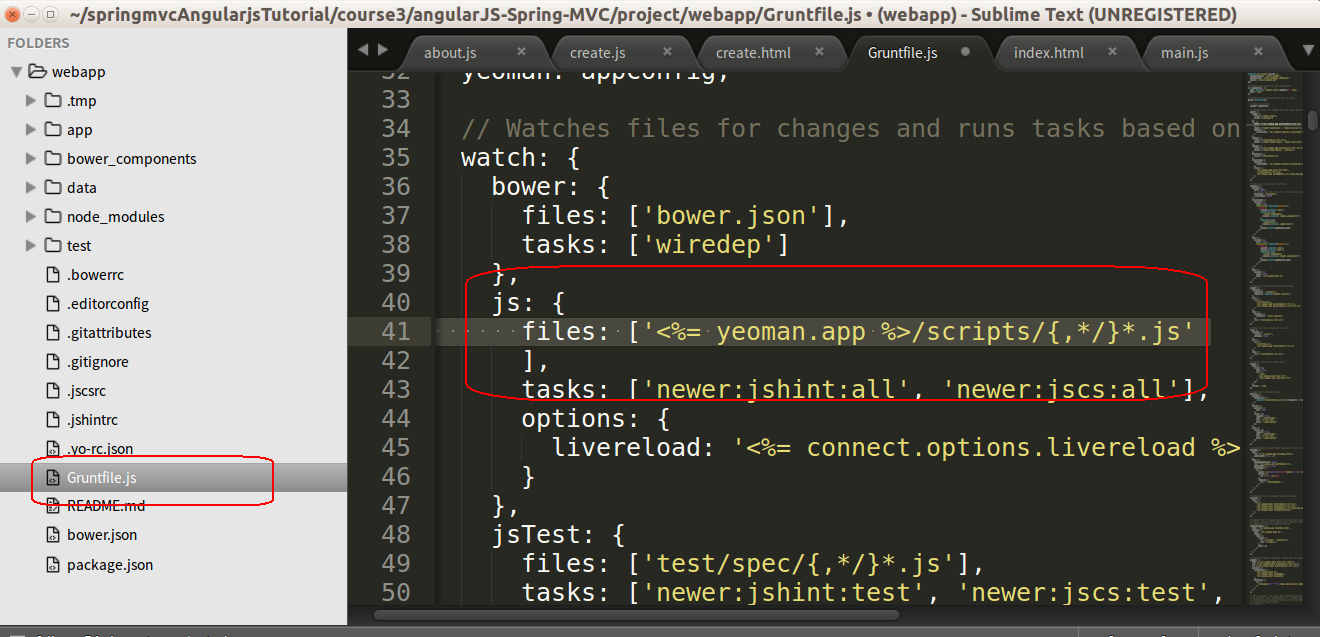 ~/springmvcAngularjsTutorial/course3/angularJS-Spring-MVC/project/webapp/Gruntfile.js • (webapp) - Sublime Text (UNREGISTERED)
FOLDERS
webapp
.tmp
app
bower_components
data
node_modules
test
.bowerrc
.editorconfig
.gitattributes
.gitignore
.jscsrc
.jshintrc
.yo-rc.json
Gruntfile.js
README.md
bower.json
package.json
about.js × create.js × create.html × Gruntfile.js index.html × main.js ×
32 yeoman: appConfig,
33
34 // Watches files for changes and runs tasks based on
35 watch: {
36 bower: {
37 files: ['bower.json'],
38 tasks: ['wiredep']
39 },
40 js: {
41 files: ['<%= yeoman.app %>/scripts/{,*/}*.js'
42 ],
43 tasks: ['newer:jshint:all', 'newer:jscs:all'],
44 options: {
45 livereload: '<%= connect.options.livereload %>
46 }
47 },
48 jsTest: {
49 files: ['test/spec/{,*/}*.js'],
50 tasks: ['newer:jshint:test', 'newer:jscs:test',